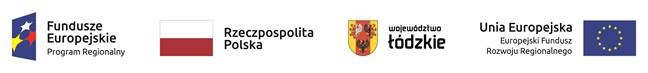 Fundusze
Europejskie
Program Regionalny
Rzeczpospolita
Polska
województwo
łódzkie
Unia Europejska
Europejski Fundusz
Rozwoju Regionalnego